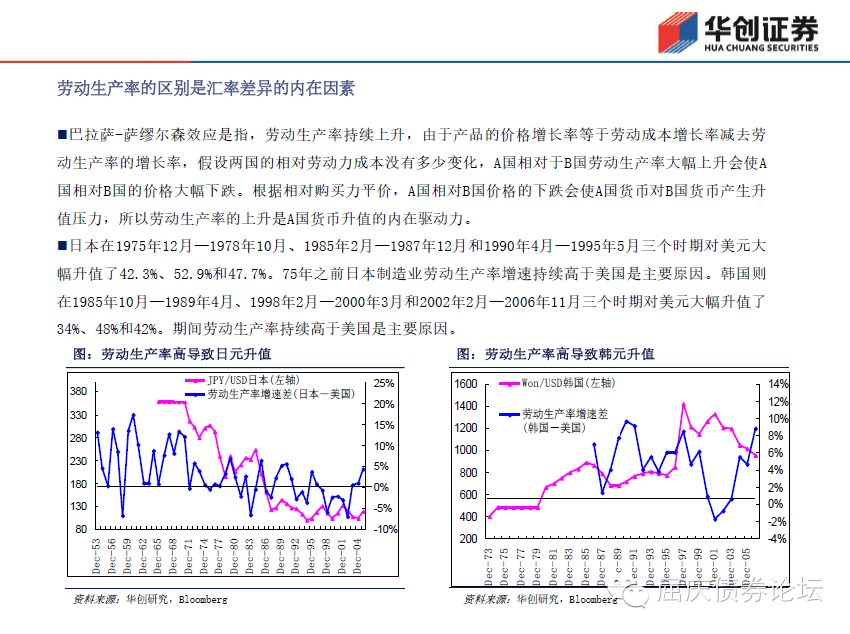 华创证券
HUA CHUANG SECURITIES
劳动生产率的区别是汇率差异的内在因素
■巴拉萨-萨缪尔森效应是指，劳动生产率持续上升，由于产品的价格增长率等于劳动成本增长率减去劳
动生产率的增长率，假设两国的相对劳动力成本没有多少变化，A国相对于B国劳动生产率大幅上升会使A
国相对B国的价格大幅下跌。根据相对购买力平价，A国相对B国价格的下跌会使A国货币对B国货币产生升
值压力，所以劳动生产率的上升是A国货币升值的内在驱动力。
■日本在1975年12月—1978年10月、1985年2月—1987年12月和1990年4月—1995年5月三个时期对美元大
幅升值了42.3%、52.9%和47.7%。75年之前日本制造业劳动生产率增速持续高于美国是主要原因。韩国则
在1985年10月—1989年4月、1998年2月—2000年3月和2002年2月—2006年11月三个时期对美元大幅升值了
34%、48%和42%。期间劳动生产率持续高于美国是主要原因。
图：劳动生产率高导致日元升值
JPY/USD日本(左轴)
劳动生产率增速差(日本－美国)
380
330
280
230
180
130
80
25%
20%
15%
10%
5%
0%
-5%
-10%
Dec-53
Dec-56
Dec-59
Dec-62
Dec-65
Dec-68
Dec-71
Dec-74
Dec-77
Dec-80
Dec-83
Dec-86
Dec-89
Dec-92
Dec-95
Dec-98
Dec-01
Dec-04
资料来源：华创研究，Bloomberg
图：劳动生产率高导致韩元升值
Won/USD韩国(左轴)
劳动生产率增速差
(韩国－美国)
1600
1400
1200
1000
800
600
400
200
14%
12%
10%
8%
6%
4%
2%
0%
-2%
-4%
Dec-73
Dec-75
Dec-77
Dec-79
Dec-81
Dec-83
Dec-85
Dec-87
Dec-89
Dec-91
Dec-93
Dec-95
Dec-97
Dec-99
Dec-01
Dec-03
Dec-05
资料来源：华创研究，Bloomberg
屈庆债券论坛